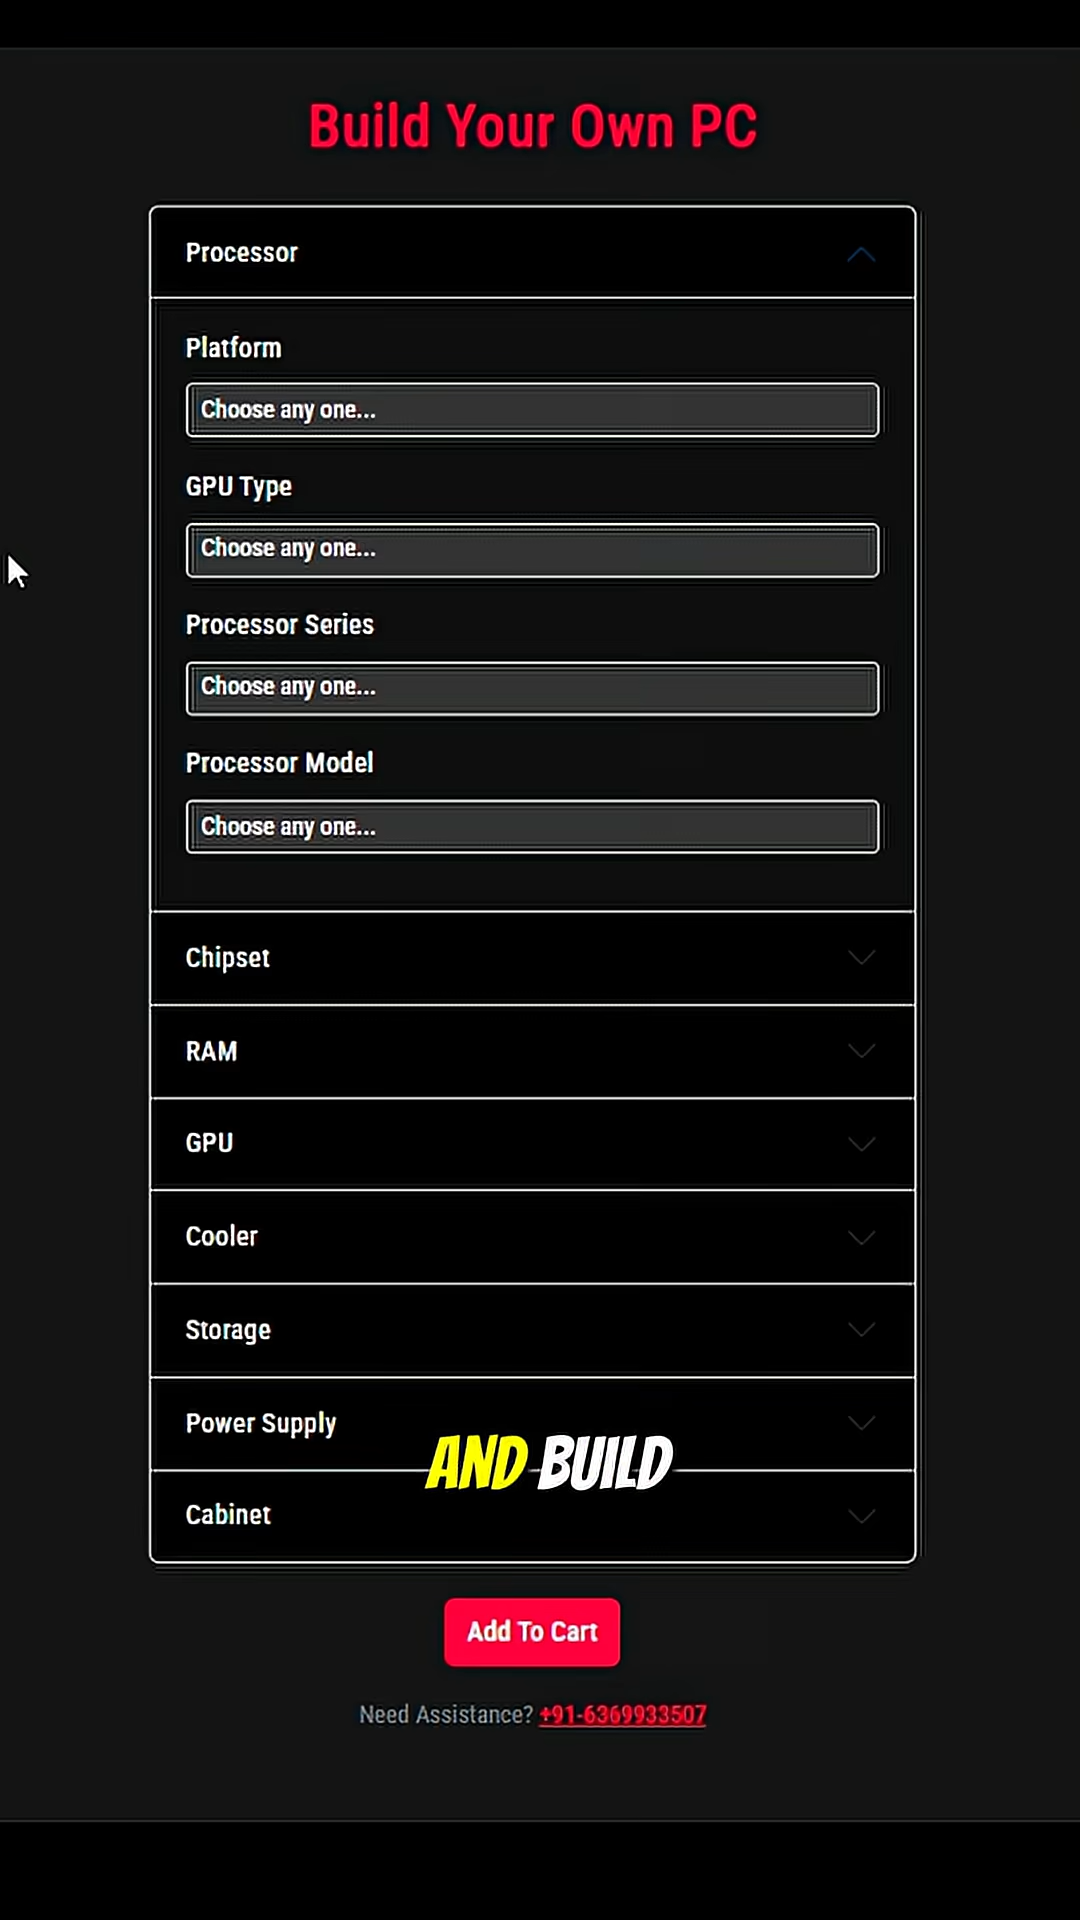 Build Your Own PC
Processor
Platform
Choose any one...
GPU Type
Choose any one...
Processor Series
Choose any one...
Processor Model
Choose any one...
Chipset
RAM
GPU
Cooler
Storage
Power Supply
AND BUILD
Cabinet
Add To Cart
Need Assistance? +91-6369933507